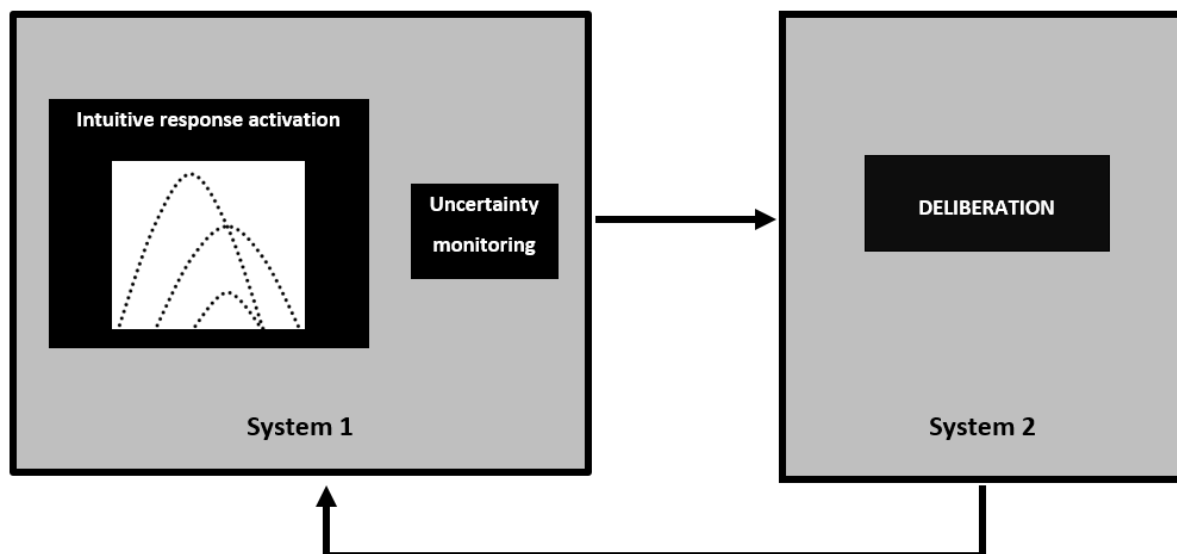 Intuitive response activation
Uncertainty
monitoring
System 1
DELIBERATION
System 2